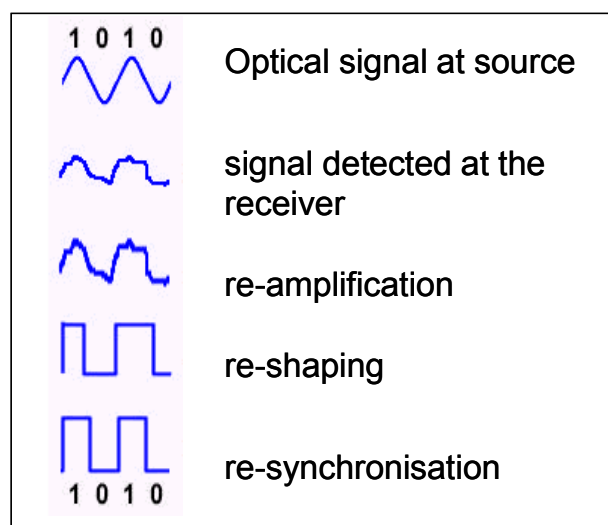 1 0 1 0
Optical signal at source
signal detected at the
receiver
re-amplification
re-shaping
re-synchronisation
1 0 1 0